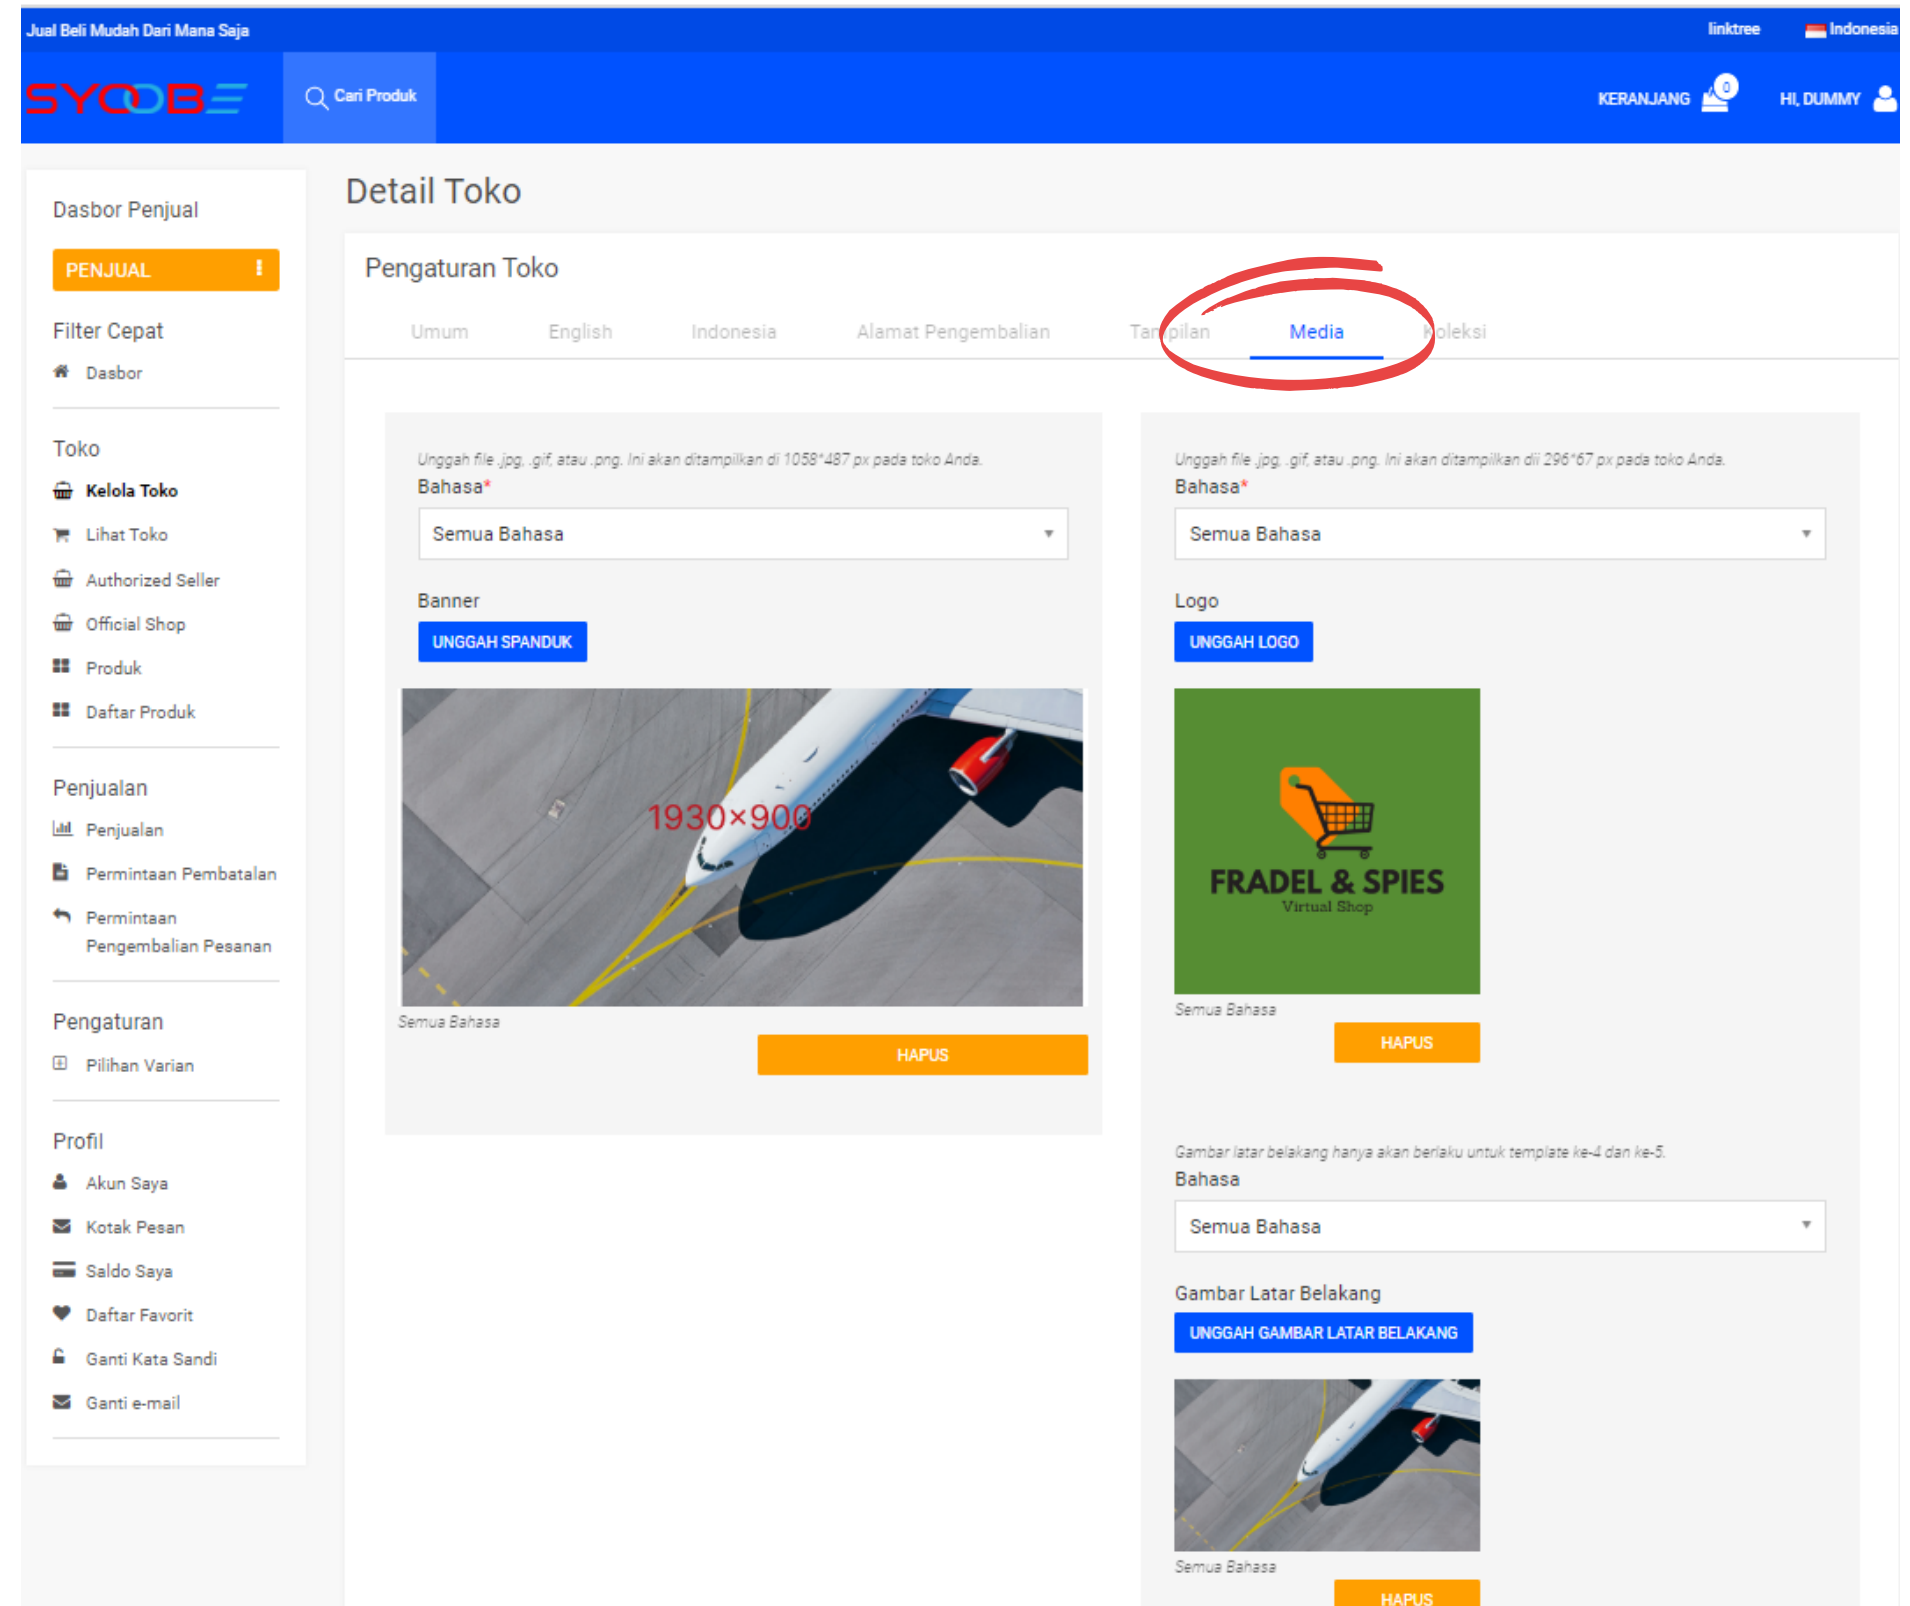 Jual Beli Mudah Dari Mana Saja
linktree
Indonesia
SYOOBE
Cari Produk
KERANJANG
0
HI, DUMMY
Dasbor Penjual
PENJUAL
Filter Cepat
Dasbor
Toko
Kelola Toko
Lihat Toko
Authorized Seller
Official Shop
Produk
Daftar Produk
Penjualan
Penjualan
Permintaan Pembatalan
Permintaan
Pengembalian Pesanan
Pengaturan
Pilihan Varian
Profil
Akun Saya
Kotak Pesan
Saldo Saya
Daftar Favorit
Ganti Kata Sandi
Ganti e-mail
Detail Toko
Pengaturan Toko
Umum
English
Indonesia
Alamat Pengembalian
Tampilan
Media
Koleksi
Unggah file .jpg, .gif, atau .png. Ini akan ditampilkan di 1058*487 px pada toko Anda.
Bahasa*
Semua Bahasa
Banner
UNGGAH SPANDUK
1930×900
Semua Bahasa
HAPUS
Unggah file .jpg, .gif, atau .png. Ini akan ditampilkan dii 296*67 px pada toko Anda.
Bahasa*
Semua Bahasa
Logo
UNGGAH LOGO
FRADEL & SPIES
Virtual Shop
Semua Bahasa
HAPUS
Gambar latar belakang hanya akan berlaku untuk template ke-4 dan ke-5.
Bahasa
Semua Bahasa
Gambar Latar Belakang
UNGGAH GAMBAR LATAR BELAKANG
Semua Bahasa
HAPUS